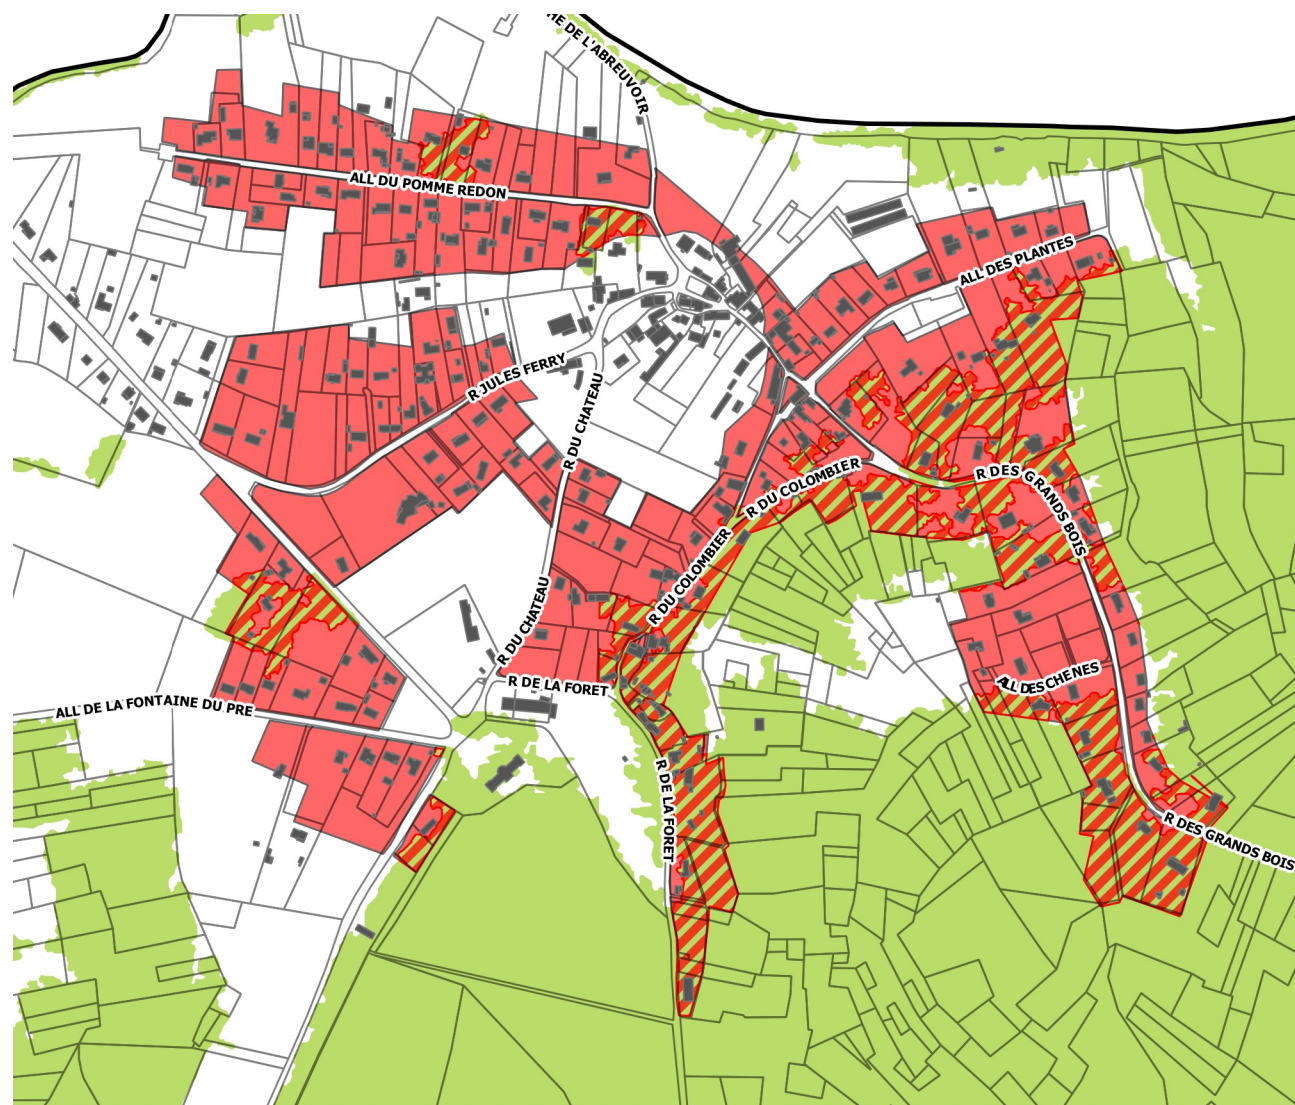 HE DE L'ABREUVOIR
ALL DU POMME REDON
ALL DES PLANTES
R JULES FERRY
R DU CHATEAU
R DU COLOMBIER
R DES GRANDS BOIS
R DU COLOMBIER
R DU CHATEAU
ALL DES CHENES
R DE LA FORET
ALL DE LA FONTAINE DU PRE
R DE LA FORET
R DES GRANDS BOIS